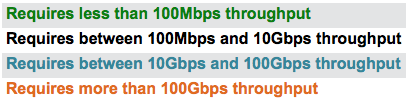 Requires less than 100Mbps throughput
Requires between 100Mbps and 10Gbps throughput
Requires between 10Gbps and 100Gbps throughput
Requires more than 100Gbps throughput